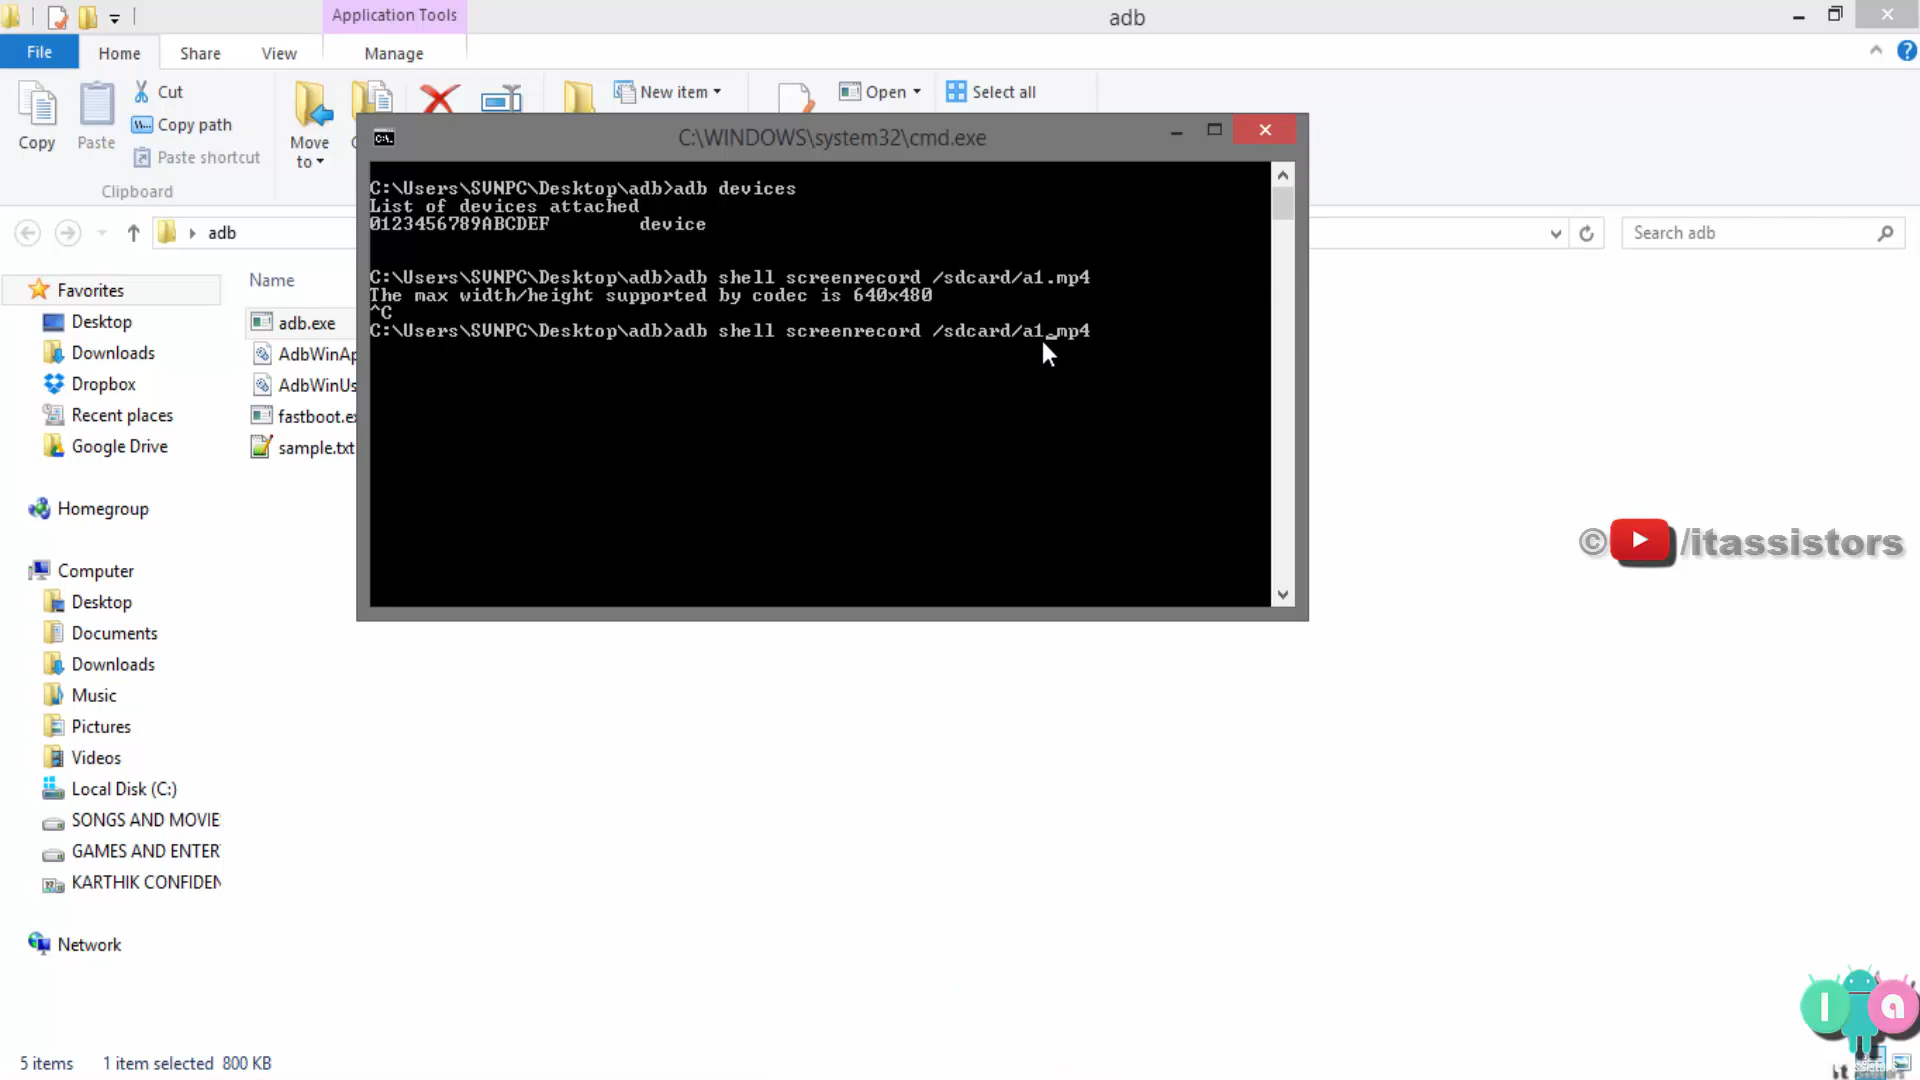 Application Tools
adb
File
Home
Share
View
Manage
Copy
Paste
Cut
Copy path
Paste shortcut
Clipboard
Move
to
New item
Open
Select all
C:\WINDOWS\system32\cmd.exe
C:\Users\SVNPC\Desktop\adb>adb devices
List of devices attached
0123456789ABCDEF device
C:\Users\SVNPC\Desktop\adb>adb shell screenrecord /sdcard/a1.mp4
The max width/height supported by codec is 640x480
^C
C:\Users\SVNPC\Desktop\adb>adb shell screenrecord /sdcard/a1.mp4
adb
Search adb
Name
adb.exe
AdbWinAp
AdbWinUs
fastboot.ex
sample.txt
Favorites
Desktop
Downloads
Dropbox
Recent places
Google Drive
Homegroup
Computer
Desktop
Documents
Downloads
Music
Pictures
Videos
Local Disk (C:)
SONGS AND MOVIE
GAMES AND ENTER
KARTHIK CONFIDEN
Network
©/itassistors
5 items 1 item selected 800 KB
I a